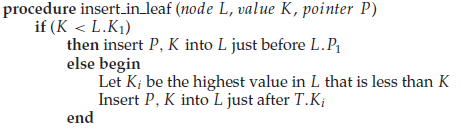 procedure insert_in_leaf (node L, value K, pointer P)
if (K < L.K₁)
then insert P, K into L just before L.P₁
else begin
Let Kᵢ be the highest value in L that is less than K
Insert P, K into L just after T.Kᵢ
end